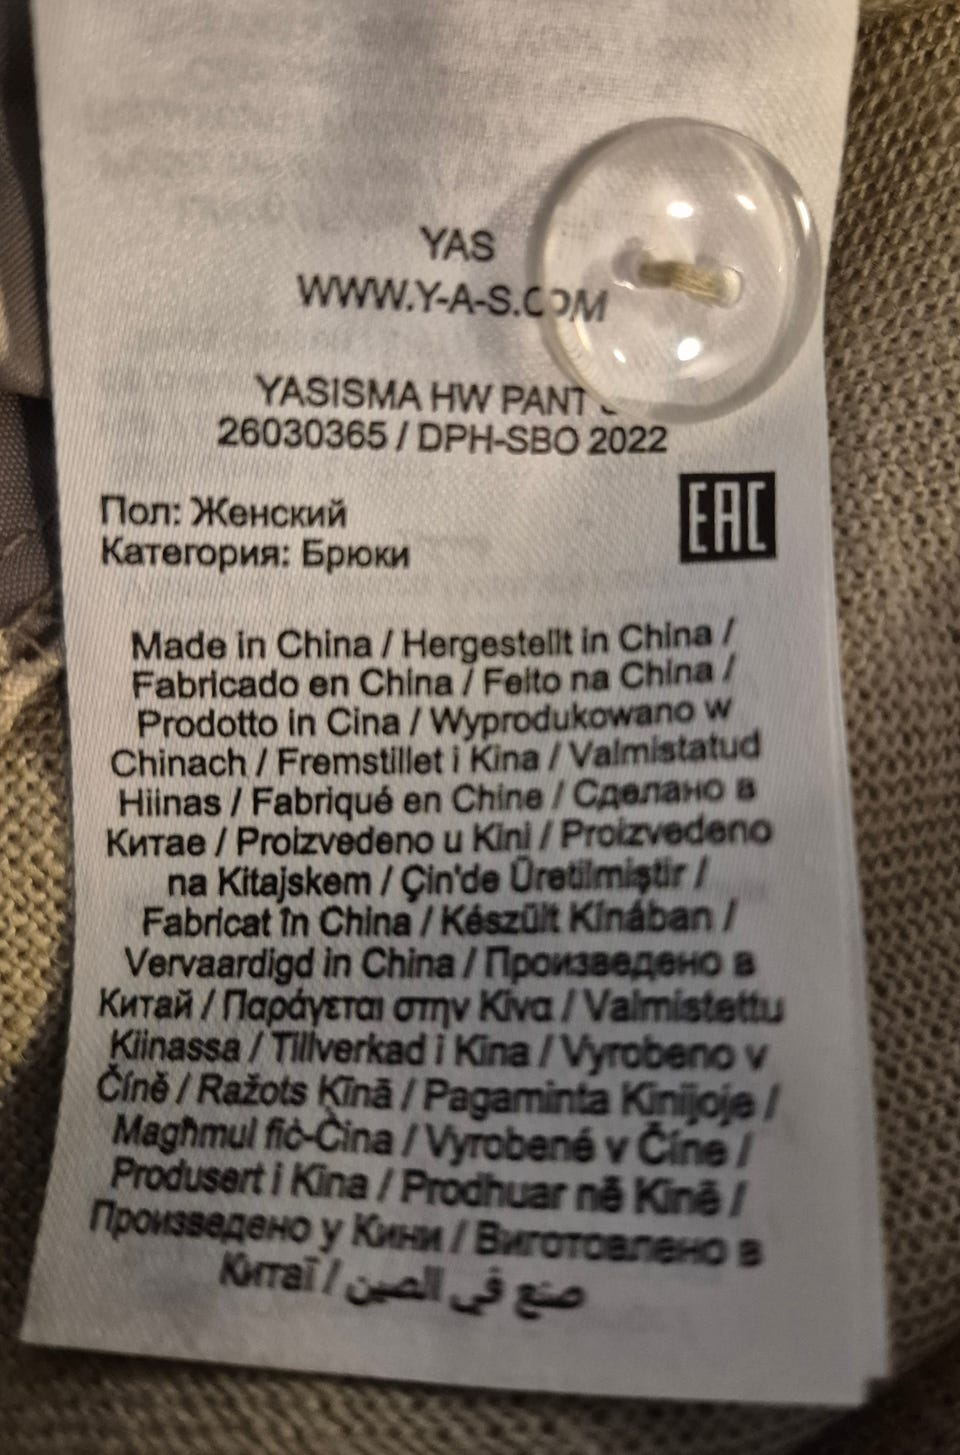 YAS
WWW.Y-A-S.COM
YASISMA HW PANT
26030365 / DPH-SBO 2022
Пол: Женский
EAC
Категория: Брюки
Made in China / Hergestellt in China /
Fabricado en China / Feito na China /
Prodotto in Cina / Wyprodukowano w
Chinach / Fremstillet i Kina / Valmistatud
Hiinas / Fabriqué en Chine / Сделано в
Китае / Proizvedeno u Kini / Proizvedeno
na Kitajskem / Çin'de Üretilmiştir /
Fabricat în China / Készült Kínában /
Vervaardigd in China / Произведено в
Китай / Παράγεται στην Κίνα / Valmistettu
Kiinassa / Tillverkad i Kina / Vyrobeno v
Číně / Ražots Ķīnā / Pagaminta Kinijoje /
Magħmul fiċ-Ċina / Vyrobené v Číne /
Produsert i Kina / Prodhuar në Kinë /
Произведено у Кини / Виготовлено в
Китаї / صنع في الصين